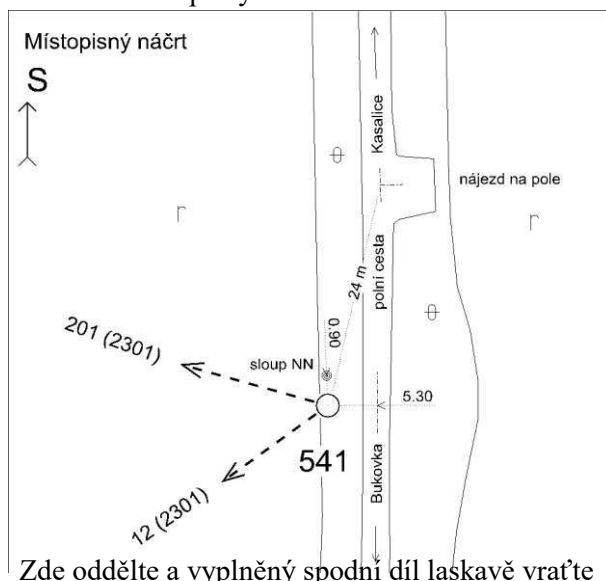 Místopisný náčrt
S
Kasalice
nájezd na pole
r
r
24 m
polní cesta
0.90
201 (2301)
sloup NN
5.30
541
Bukovka
12 (2301)
Zde oddělte a vyplněný spodní díl laskavě vraťte